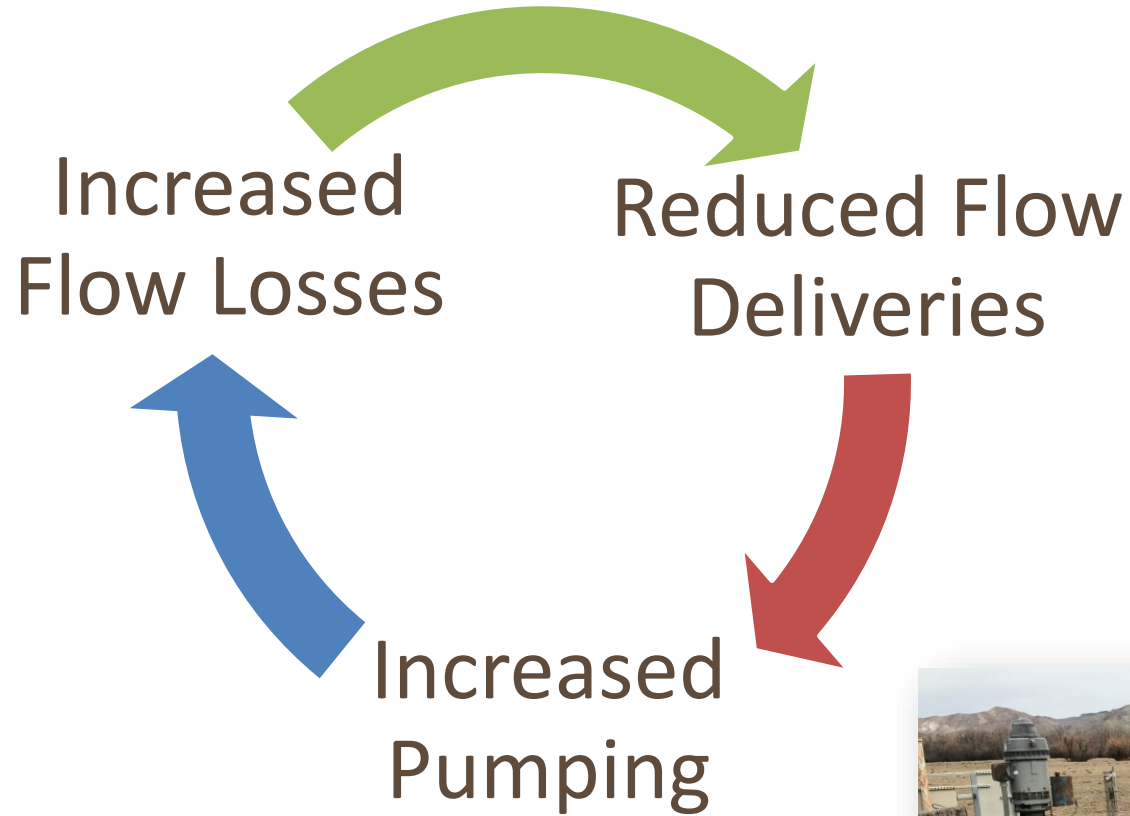 Increased
Flow Losses
Reduced Flow
Deliveries
Increased
Pumping